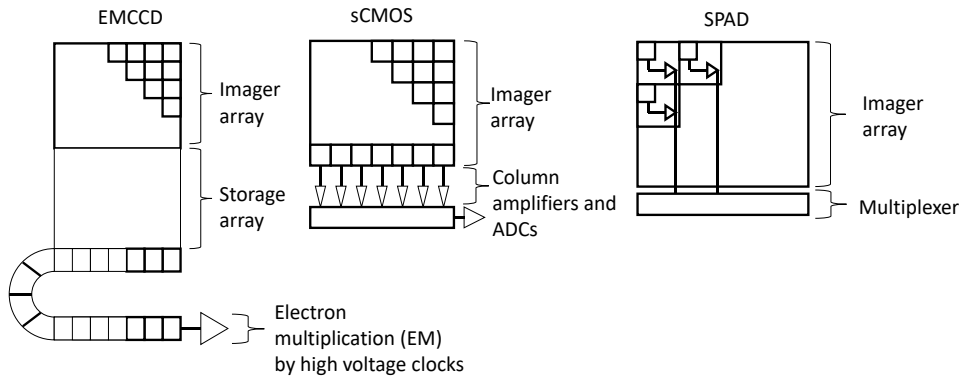 EMCCD
Imager
array
Storage
array
Electron
multiplication (EM)
by high voltage clocks
sCMOS
Imager
array
Column
amplifiers and
ADCs
SPAD
Imager
array
Multiplexer